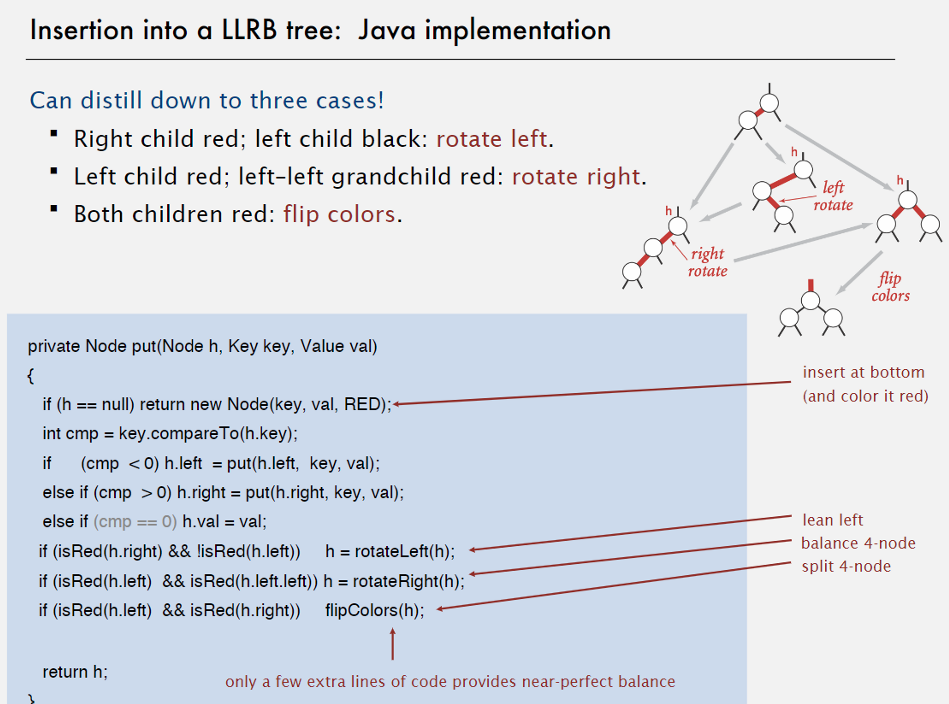 Insertion into a LLRB tree: Java implementation
Can distill down to three cases!
▪ Right child red; left child black: rotate left.
▪ Left child red; left–left grandchild red: rotate right.
▪ Both children red: flip colors.
h
left
rotate
h
h
right
rotate
flip
colors
private Node put(Node h, Key key, Value val)
{
if (h == null) return new Node(key, val, RED);
insert at bottom
(and color it red)
int cmp = key.compareTo(h.key);
if (cmp < 0) h.left = put(h.left, key, val);
else if (cmp > 0) h.right = put(h.right, key, val);
else if (cmp == 0) h.val = val;
if (isRed(h.right) && !isRed(h.left)) h = rotateLeft(h);
if (isRed(h.left) && isRed(h.left.left)) h = rotateRight(h);
if (isRed(h.left) && isRed(h.right)) flipColors(h);
lean left
balance 4-node
split 4-node
return h;
only a few extra lines of code provides near-perfect balance
}